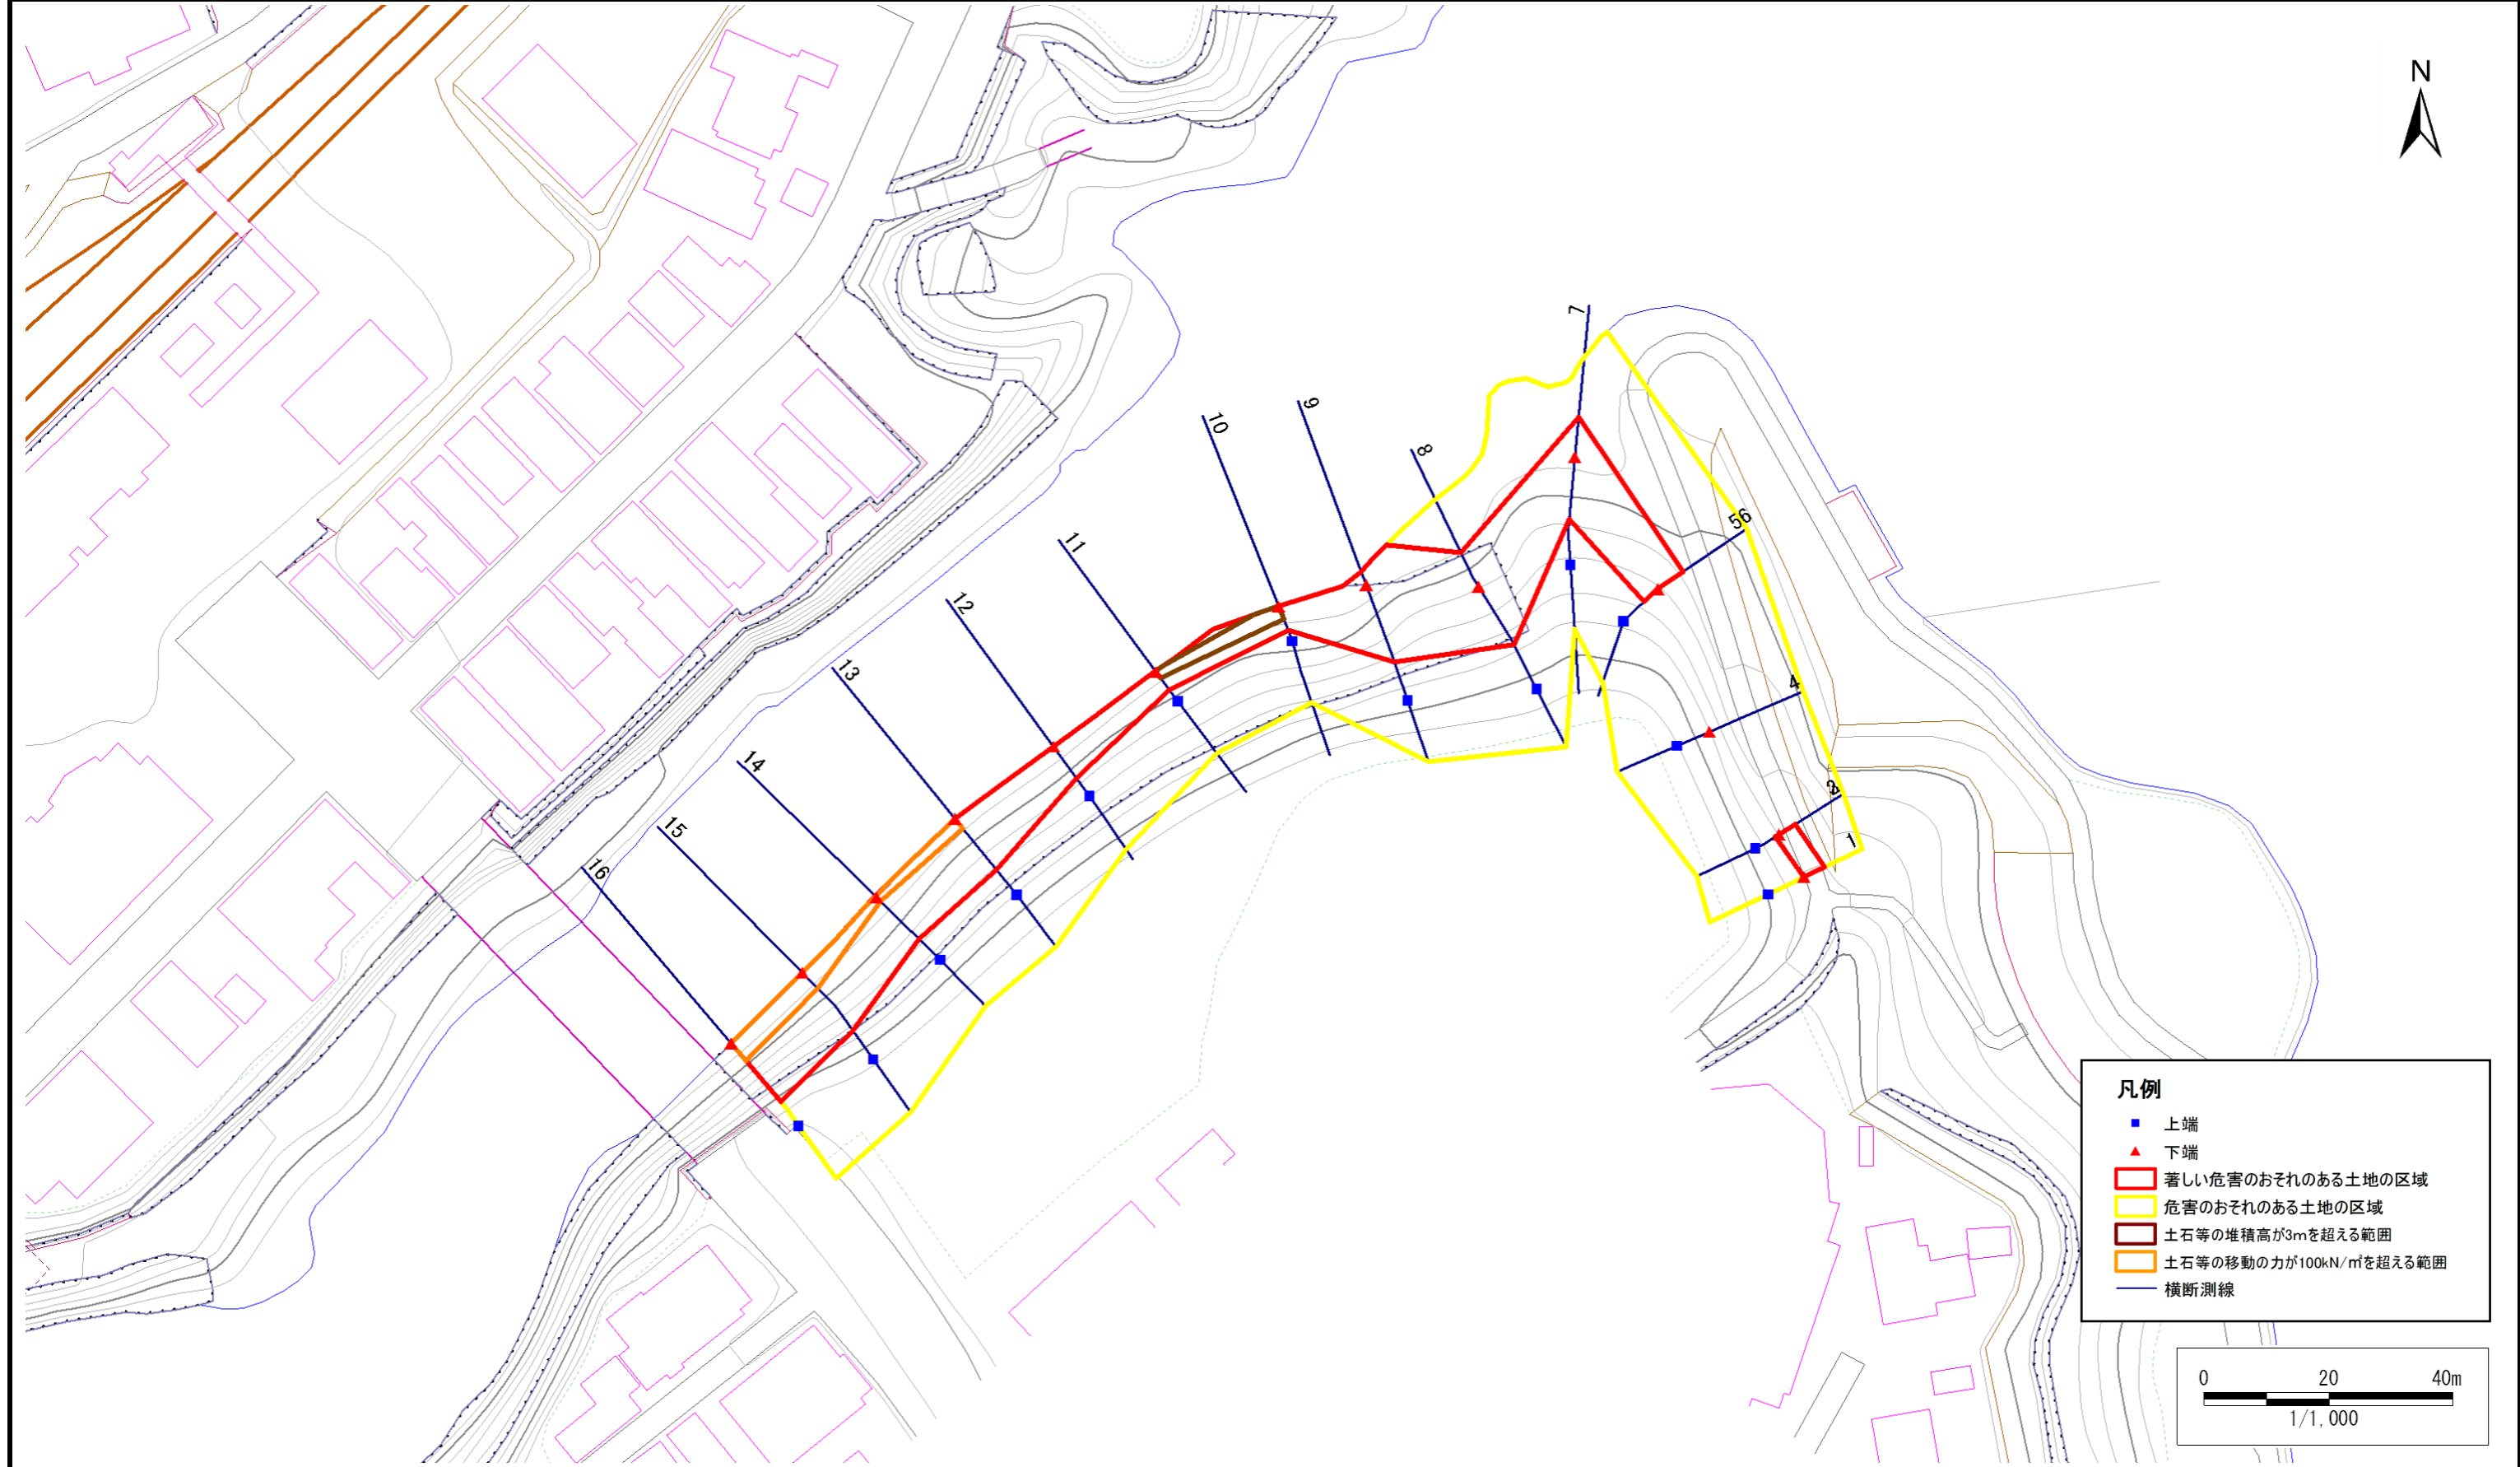 N
7
9
10
8
56
11
12
13
4
14
3
15
1
16
凡例
上端
下端
著しい危害のおそれのある土地の区域
危害のおそれのある土地の区域
土石等の堆積高が3mを超える範囲
土石等の移動の力が100kN/㎡を超える範囲
横断測線
0 20 40m
1/1,000